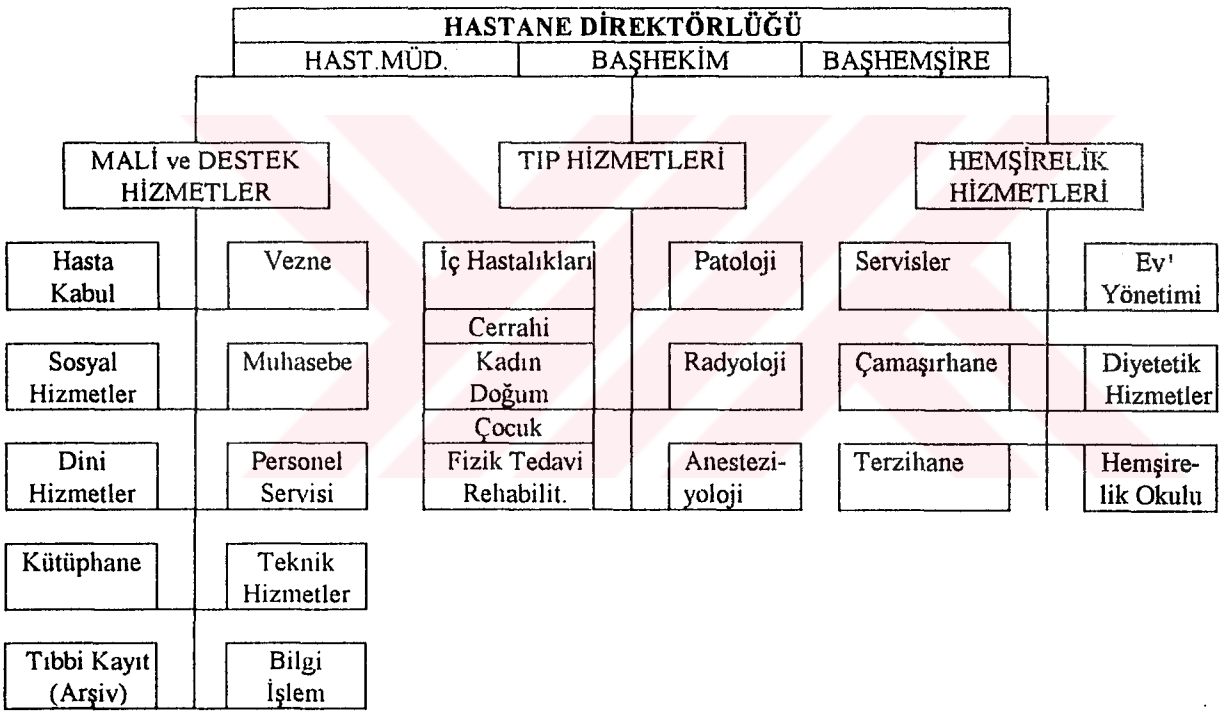 HASTANE DİREKTÖRLÜĞÜ
HAST.MÜD.
BAŞHEKİM
BAŞHEMŞİRE
MALİ ve DESTEK
HİZMETLER
TIP HİZMETLERİ
HEMŞİRELİK
HİZMETLERİ
Hasta
Kabul
Vezne
Sosyal
Hizmetler
Muhasebe
Dini
Hizmetler
Personel
Servisi
Kütüphane
Teknik
Hizmetler
Tıbbi Kayıt
(Arşiv)
Bilgi
İşlem
İç Hastalıkları
Cerrahi
Kadın
Doğum
Çocuk
Fizik Tedavi
Rehabilit.
Patoloji
Radyoloji
Anestezi-
yoloji
Servisler
Ev'
Yönetimi
Çamaşırhane
Diyetetik
Hizmetler
Terzihane
Hemşire-
lik Okulu